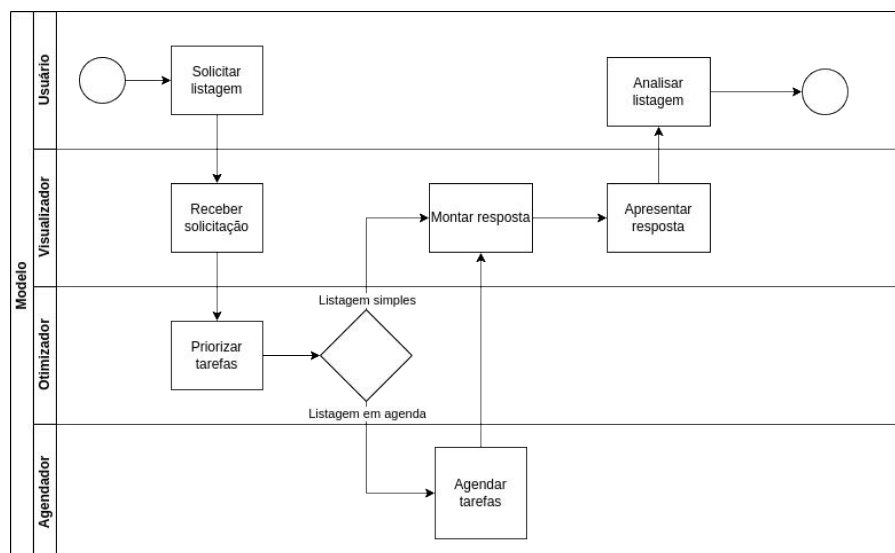 Modelo
Usuário
Solicitar
listagem
Analisar
listagem
Visualizador
Receber
solicitação
Montar resposta
Apresentar
resposta
Otimizador
Priorizar
tarefas
Listagem simples
Listagem em agenda
Agendador
Agendar
tarefas